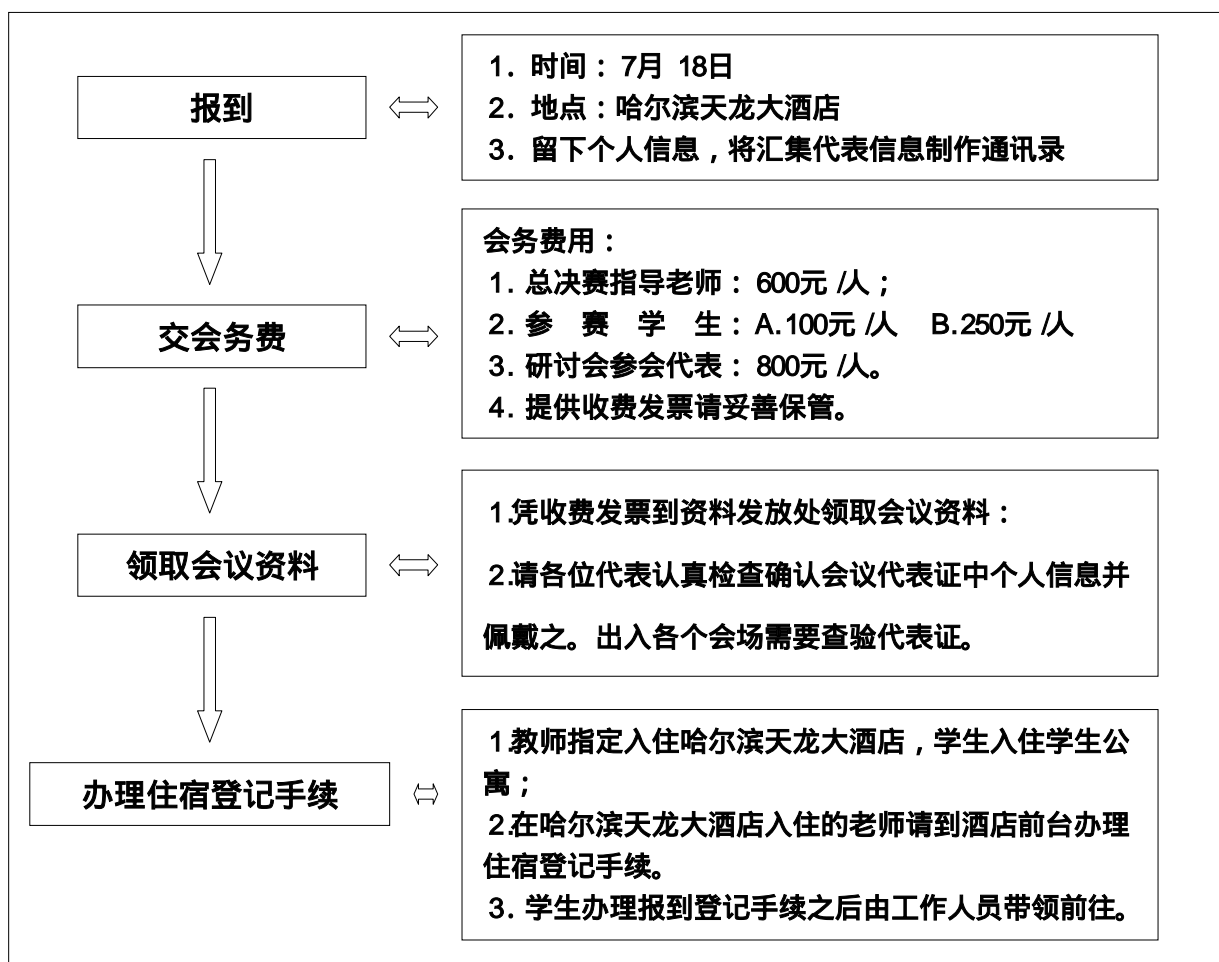 报到
1. 时间：7月 18日
2. 地点：哈尔滨天龙大酒店
3. 留下个人信息，将汇集代表信息制作通讯录
交会务费
会务费用：
1. 总决赛指导老师：600元 /人；
2. 参 赛 学 生：A.100元 /人 B.250元 /人
3. 研讨会参会代表：800元 /人。
4. 提供收费发票请妥善保管。
领取会议资料
1.凭收费发票到资料发放处领取会议资料：
2.请各位代表认真检查确认会议代表证中个人信息并
佩戴之。出入各个会场需要查验代表证。
办理住宿登记手续
1.教师指定入住哈尔滨天龙大酒店，学生入住学生公
寓；
2.在哈尔滨天龙大酒店入住的老师请到酒店前台办理
住宿登记手续。
3. 学生办理报到登记手续之后由工作人员带领前往。